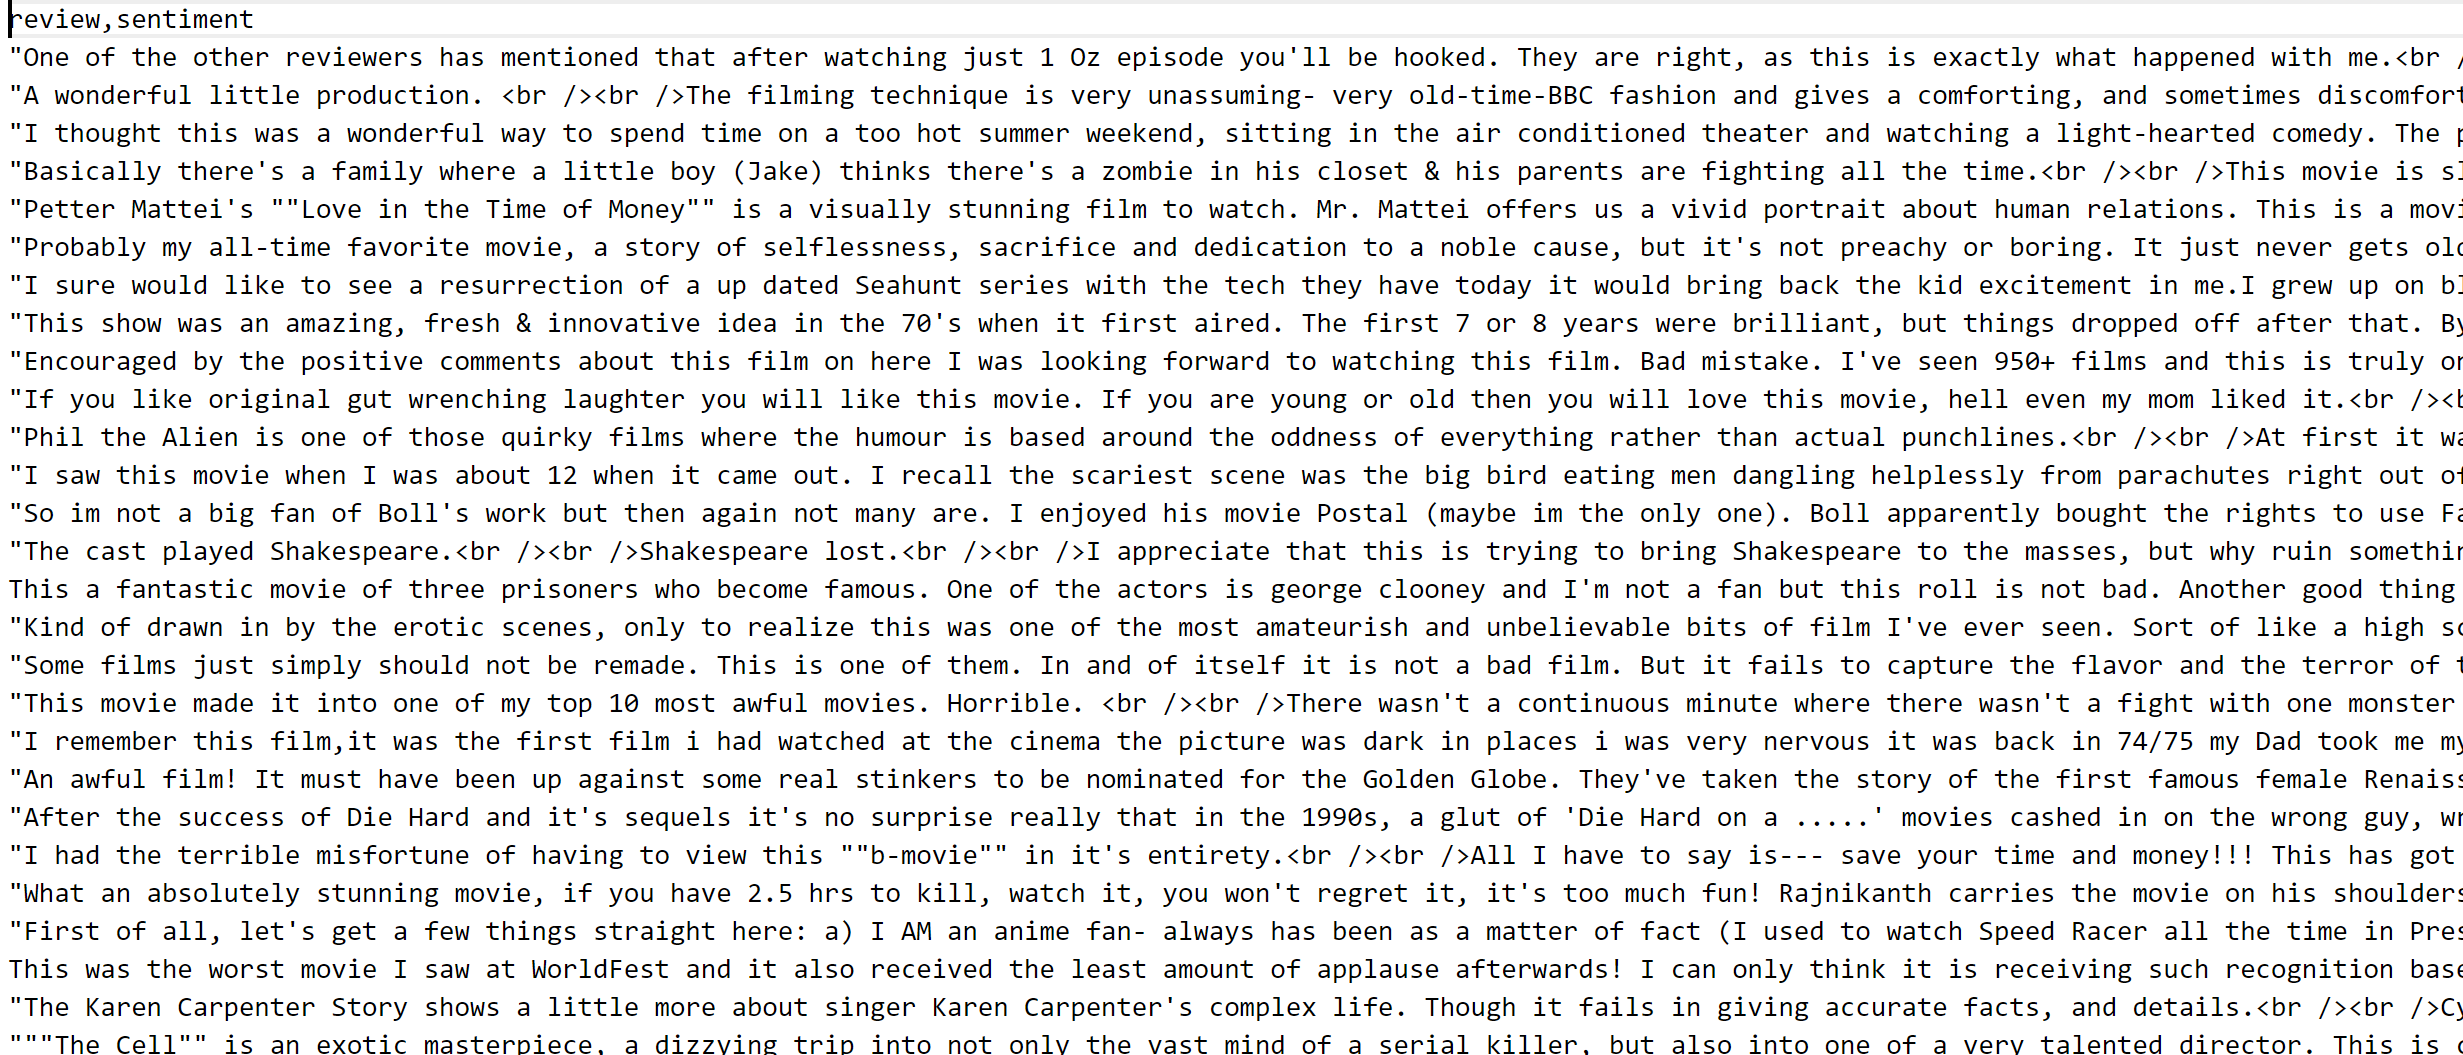 review,sentiment
"One of the other reviewers has mentioned that after watching just 1 Oz episode you'll be hooked. They are right, as this is exactly what happened with me.<br /
"A wonderful little production. <br /><br />The filming technique is very unassuming- very old-time-BBC fashion and gives a comforting, and sometimes discomfort
"I thought this was a wonderful way to spend time on a too hot summer weekend, sitting in the air conditioned theater and watching a light-hearted comedy. The p
"Basically there's a family where a little boy (Jake) thinks there's a zombie in his closet & his parents are fighting all the time.<br /><br />This movie is sl
"Petter Mattei's ""Love in the Time of Money"" is a visually stunning film to watch. Mr. Mattei offers us a vivid portrait about human relations. This is a movi
"Probably my all-time favorite movie, a story of selflessness, sacrifice and dedication to a noble cause, but it's not preachy or boring. It just never gets old
"I sure would like to see a resurrection of a up dated Seahunt series with the tech they have today it would bring back the kid excitement in me.I grew up on bl
"This show was an amazing, fresh & innovative idea in the 70's when it first aired. The first 7 or 8 years were brilliant, but things dropped off after that. By
"Encouraged by the positive comments about this film on here I was looking forward to watching this film. Bad mistake. I've seen 950+ films and this is truly on
"If you like original gut wrenching laughter you will like this movie. If you are young or old then you will love this movie, hell even my mom liked it.<br /><b
"Phil the Alien is one of those quirky films where the humour is based around the oddness of everything rather than actual punchlines.<br /><br />At first it wa
"I saw this movie when I was about 12 when it came out. I recall the scariest scene was the big bird eating men dangling helplessly from parachutes right out of
"So im not a big fan of Boll's work but then again not many are. I enjoyed his movie Postal (maybe im the only one). Boll apparently bought the rights to use Fa
"The cast played Shakespeare.<br /><br />Shakespeare lost.<br /><br />I appreciate that this is trying to bring Shakespeare to the masses, but why ruin somethin
This a fantastic movie of three prisoners who become famous. One of the actors is george clooney and I'm not a fan but this roll is not bad. Another good thing
"Kind of drawn in by the erotic scenes, only to realize this was one of the most amateurish and unbelievable bits of film I've ever seen. Sort of like a high sc
"Some films just simply should not be remade. This is one of them. In and of itself it is not a bad film. But it fails to capture the flavor and the terror of t
"This movie made it into one of my top 10 most awful movies. Horrible. <br /><br />There wasn't a continuous minute where there wasn't a fight with one monster
"I remember this film,it was the first film i had watched at the cinema the picture was dark in places i was very nervous it was back in 74/75 my Dad took me my
"An awful film! It must have been up against some real stinkers to be nominated for the Golden Globe. They've taken the story of the first famous female Renaiss
"After the success of Die Hard and it's sequels it's no surprise really that in the 1990s, a glut of 'Die Hard on a .....' movies cashed in on the wrong guy, wr
"I had the terrible misfortune of having to view this ""b-movie"" in it's entirety.<br /><br />All I have to say is--- save your time and money!!! This has got
"What an absolutely stunning movie, if you have 2.5 hrs to kill, watch it, you won't regret it, it's too much fun! Rajnikanth carries the movie on his shoulders
"First of all, let's get a few things straight here: a) I AM an anime fan- always has been as a matter of fact (I used to watch Speed Racer all the time in Pres
This was the worst movie I saw at WorldFest and it also received the least amount of applause afterwards! I can only think it is receiving such recognition base
"The Karen Carpenter Story shows a little more about singer Karen Carpenter's complex life. Though it fails in giving accurate facts, and details.<br /><br />Cy
"""The Cell"" is an exotic masterpiece, a dizzying trip into not only the vast mind of a serial killer, but also into one of a very talented director. This is